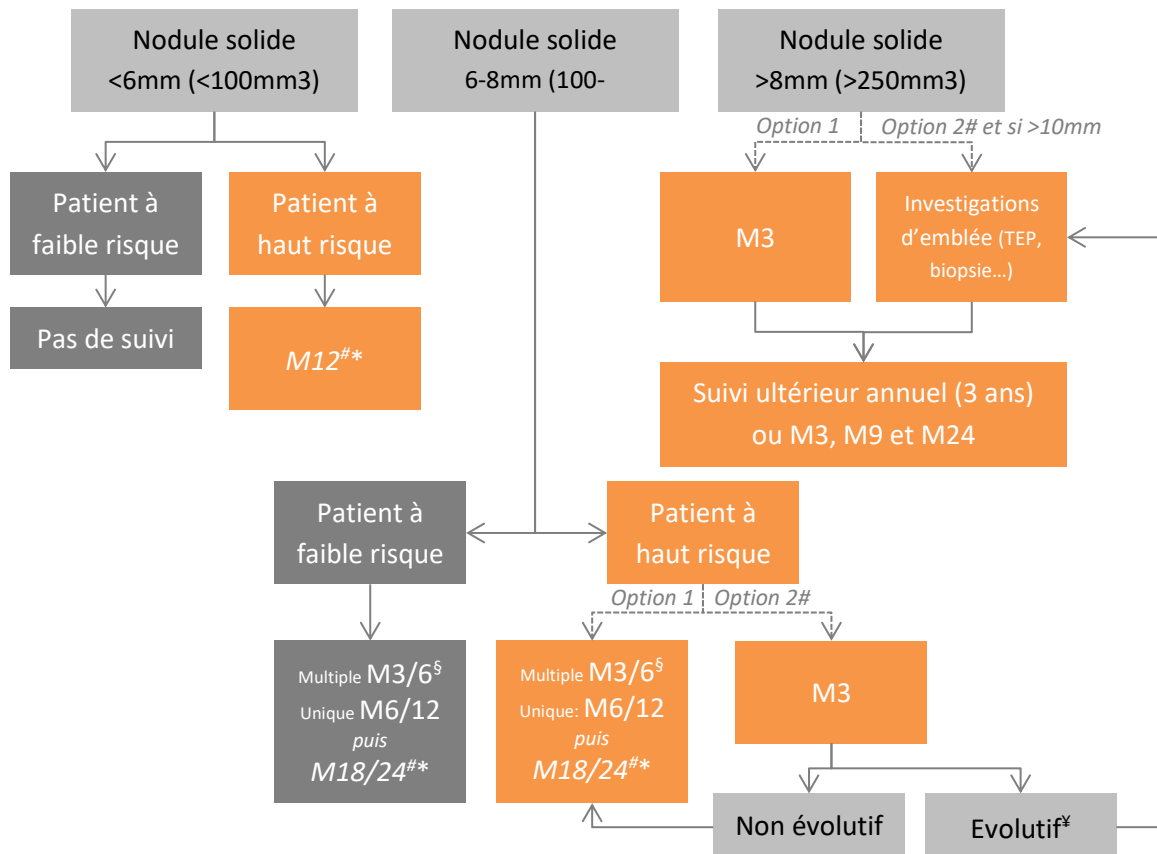 Nodule solide
<6mm (<100mm3)
Nodule solide
6-8mm (100-
Nodule solide
>8mm (>250mm3)
Option 1
Option 2# et si >10mm
Patient à
faible risque
Patient à
haut risque
M3
Investigations
d’emblée (TEP,
biopsie…)
Pas de suivi
M12#*
Suivi ultérieur annuel (3 ans)
ou M3, M9 et M24
Patient à
faible risque
Patient à
haut risque
Option 1
Option 2#
Multiple M3/6§
Unique M6/12
puis
M18/24#*
Multiple M3/6§
Unique: M6/12
puis
M18/24#*
M3
Non évolutif
Evolutif¥